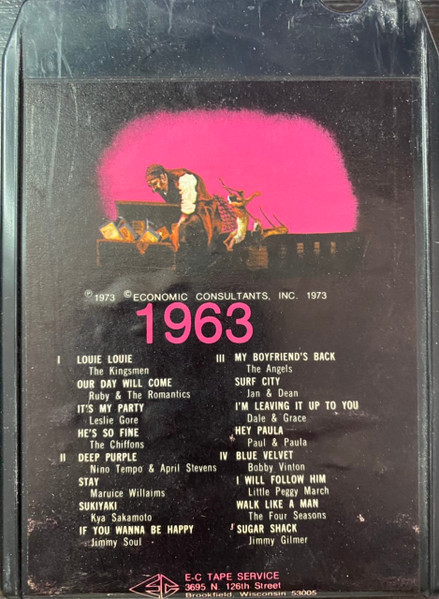 ℗1973 ©ECONOMIC CONSULTANTS, INC. 1973
1963
I LOUIE LOUIE
The Kingsmen
OUR DAY WILL COME
Ruby & The Romantics
IT'S MY PARTY
Leslie Gore
HE'S SO FINE
The Chiffons
II DEEP PURPLE
Nino Tempo & April Stevens
STAY
Maruice Willaims
SUKIYAKI
Kya Sakamoto
IF YOU WANNA BE HAPPY
Jimmy Soul
III MY BOYFRIEND'S BACK
The Angels
SURF CITY
Jan & Dean
I'M LEAVING IT UP TO YOU
Dale & Grace
HEY PAULA
Paul & Paula
IV BLUE VELVET
Bobby Vinton
I WILL FOLLOW HIM
Little Peggy March
WALK LIKE A MAN
The Four Seasons
SUGAR SHACK
Jimmy Gilmer
E-C TAPE SERVICE
3695 N. 126th Street
Brookfield, Wisconsin 53005